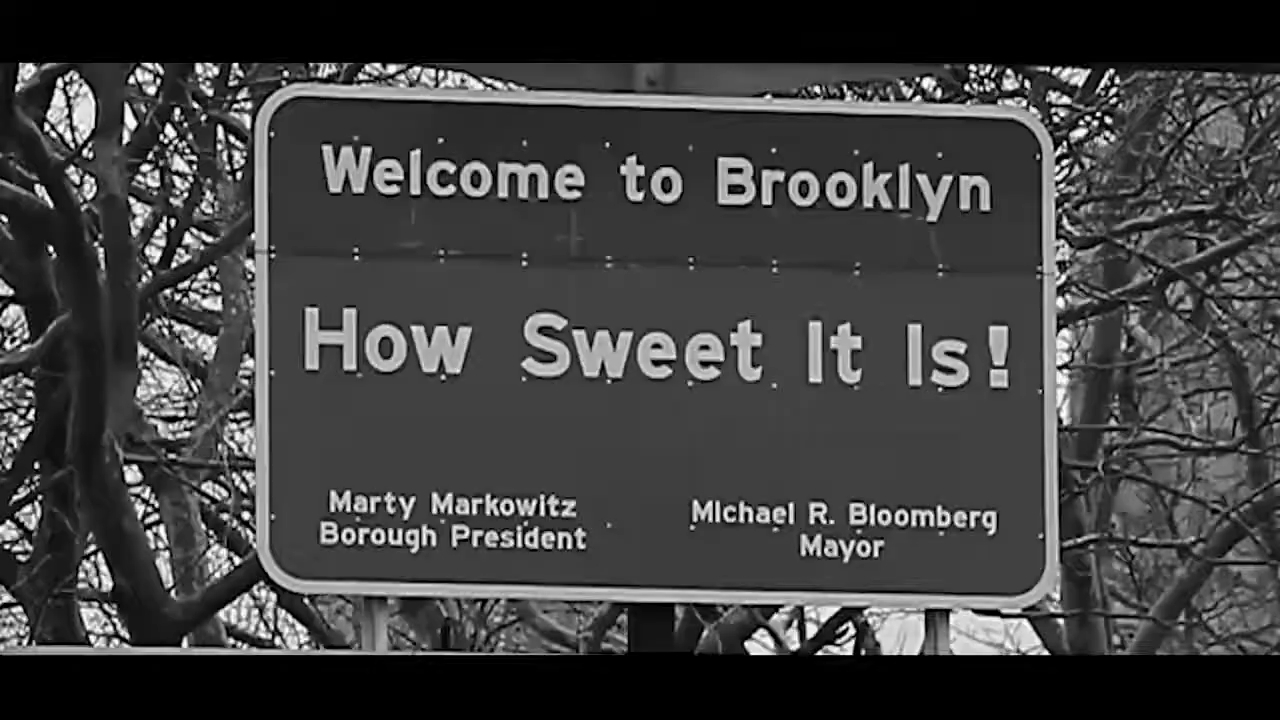 Welcome to Brooklyn
How Sweet It Is!
Marty Markowitz
Borough President
Michael R. Bloomberg
Mayor